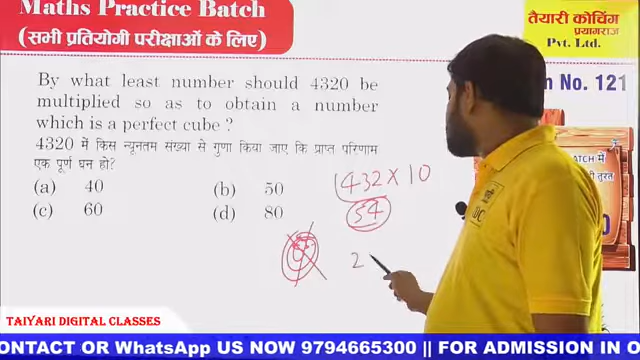 Maths Practice Batch
(सभी प्रतियोगी परीक्षाओं के लिए)
तैयारी कोचिंग
प्रयागराज
Pvt. Ltd.
n No. 121
By what least number should 4320 be
multiplied so as to obtain a number
which is a perfect cube ?
4320 में किस न्यूनतम संख्या से गुणा किया जाए कि प्राप्त परिणाम
एक पूर्ण घन हो?
(a) 40 (b) 50
(c) 60 (d) 80
432 x 10
54
2
ATCH में
TAIYARI DIGITAL CLASSES
ONTACT OR WhatsApp US NOW 9794665300 || FOR ADMISSION IN O